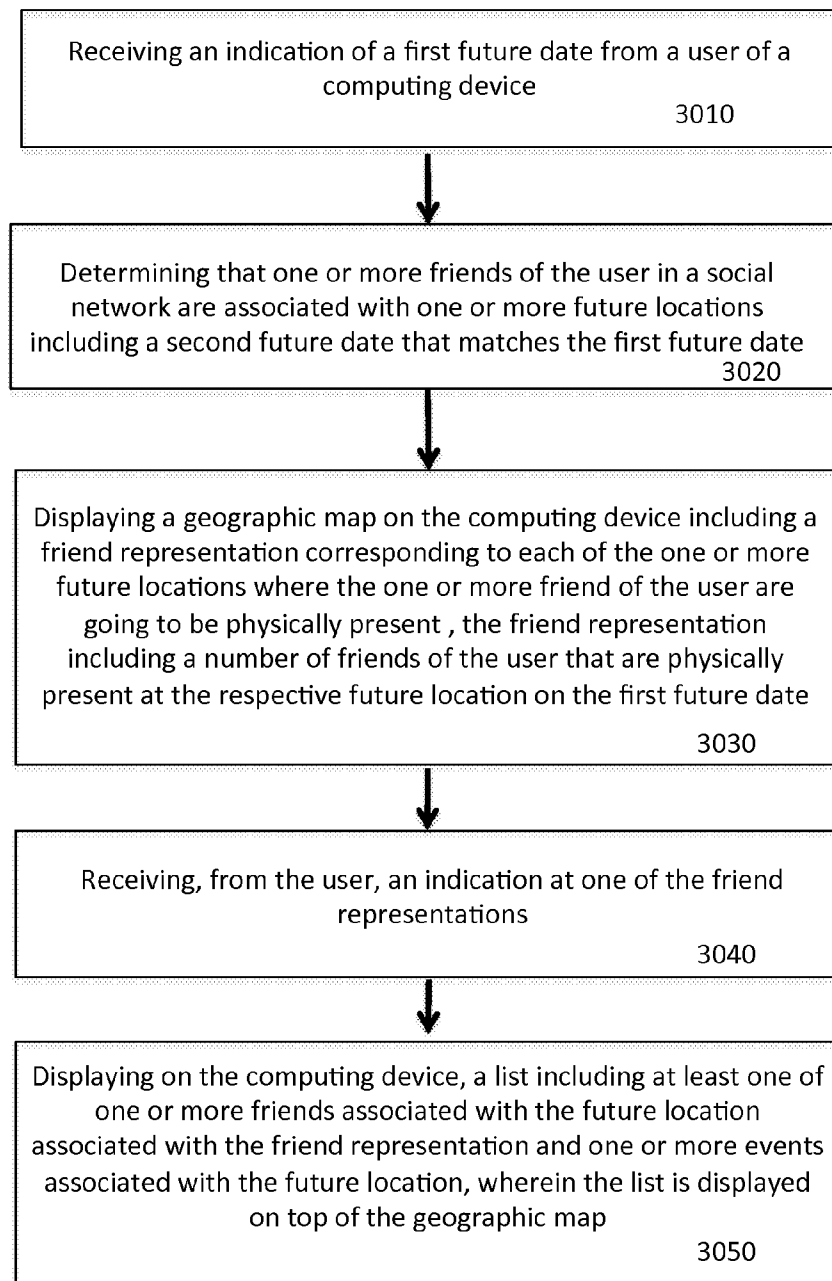 Receiving an indication of a first future date from a user of a
computing device
3010
Determining that one or more friends of the user in a social
network are associated with one or more future locations
including a second future date that matches the first future date
3020
Displaying a geographic map on the computing device including a
friend representation corresponding to each of the one or more
future locations where the one or more friend of the user are
going to be physically present , the friend representation
including a number of friends of the user that are physically
present at the respective future location on the first future date
3030
Receiving, from the user, an indication at one of the friend
representations
3040
Displaying on the computing device, a list including at least one of
one or more friends associated with the future location
associated with the friend representation and one or more events
associated with the future location, wherein the list is displayed
on top of the geographic map
3050